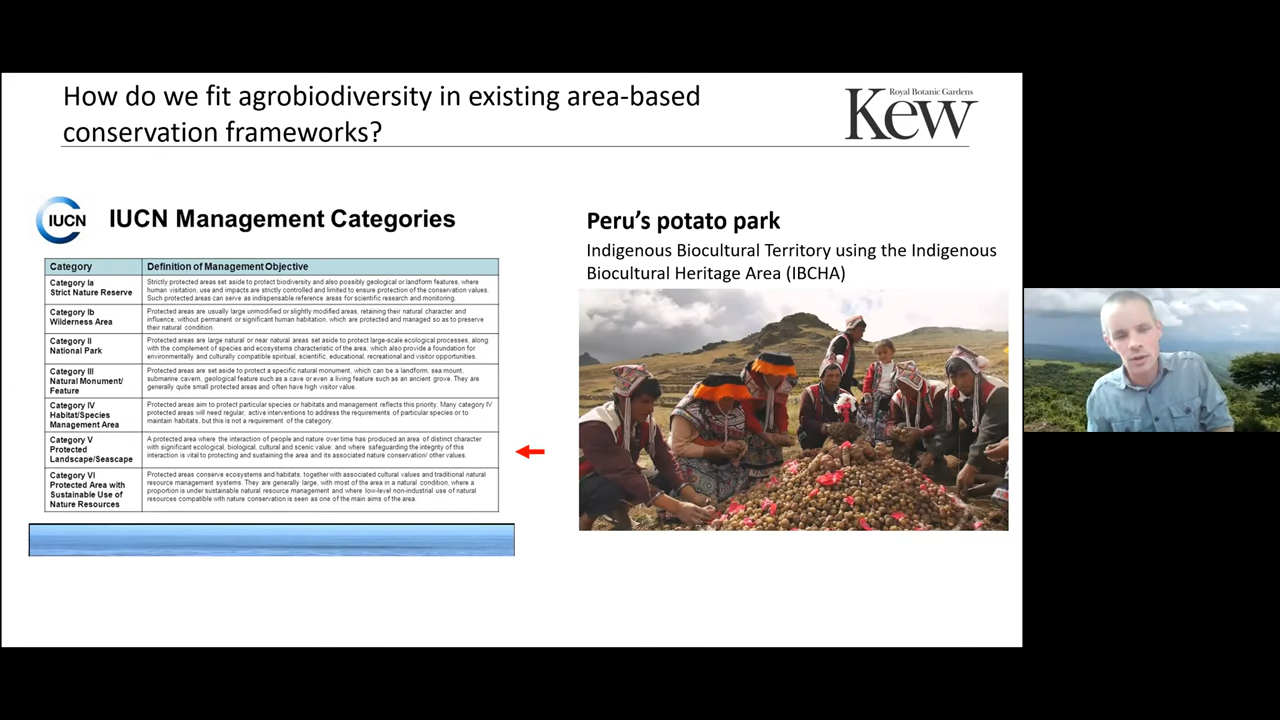 How do we fit agrobiodiversity in existing area-based
conservation frameworks?
Royal Botanic Gardens
Kew
IUCN
IUCN Management Categories
Category
Definition of Management Objective
Category Ia
Strict Nature Reserve
Strictly protected areas set aside to protect biodiversity and also possibly geological or landform features, where
human visitation, use and impacts are strictly controlled and limited to ensure protection of the conservation values.
Such protected areas can serve as indispensable reference areas for scientific research and monitoring.
Category Ib
Wilderness Area
Protected areas are usually large unmodified or slightly modified areas, retaining their natural character and
influence, without permanent or significant human habitation, which are protected and managed so as to preserve
their natural condition.
Category II
National Park
Protected areas are large natural or near natural areas set aside to protect large-scale ecological processes, along
with the complement of species and ecosystems characteristic of the area, which also provide a foundation for
environmentally and culturally compatible spiritual, scientific, educational, recreational and visitor opportunities.
Category III
Natural Monument/
Feature
Protected areas are set aside to protect a specific natural monument, which can be a landform, sea mount,
submarine cavern, geological feature such as a cave or even a living feature such as an ancient grove. They are
generally quite small protected areas and often have high visitor value.
Category IV
Habitat/Species
Management Area
Protected areas aim to protect particular species or habitats and management reflects this priority. Many category IV
protected areas will need regular, active interventions to address the requirements of particular species or to
maintain habitats, but this is not a requirement of the category.
Category V
Protected
Landscape/Seascape
A protected area where the interaction of people and nature over time has produced an area of distinct character
with significant ecological, biological, cultural and scenic value: and where safeguarding the integrity of this
interaction is vital to protecting and sustaining the area and its associated nature conservation/ other values.
Category VI
Protected Area with
Sustainable Use of
Nature Resources
Protected areas conserve ecosystems and habitats, together with associated cultural values and traditional natural
resource management systems. They are generally large, with most of the area in a natural condition, where a
proportion is under sustainable natural resource management and where low-level non-industrial use of natural
resources compatible with nature conservation is seen as one of the main aims of the area.
Peru’s potato park
Indigenous Biocultural Territory using the Indigenous
Biocultural Heritage Area (IBCHA)